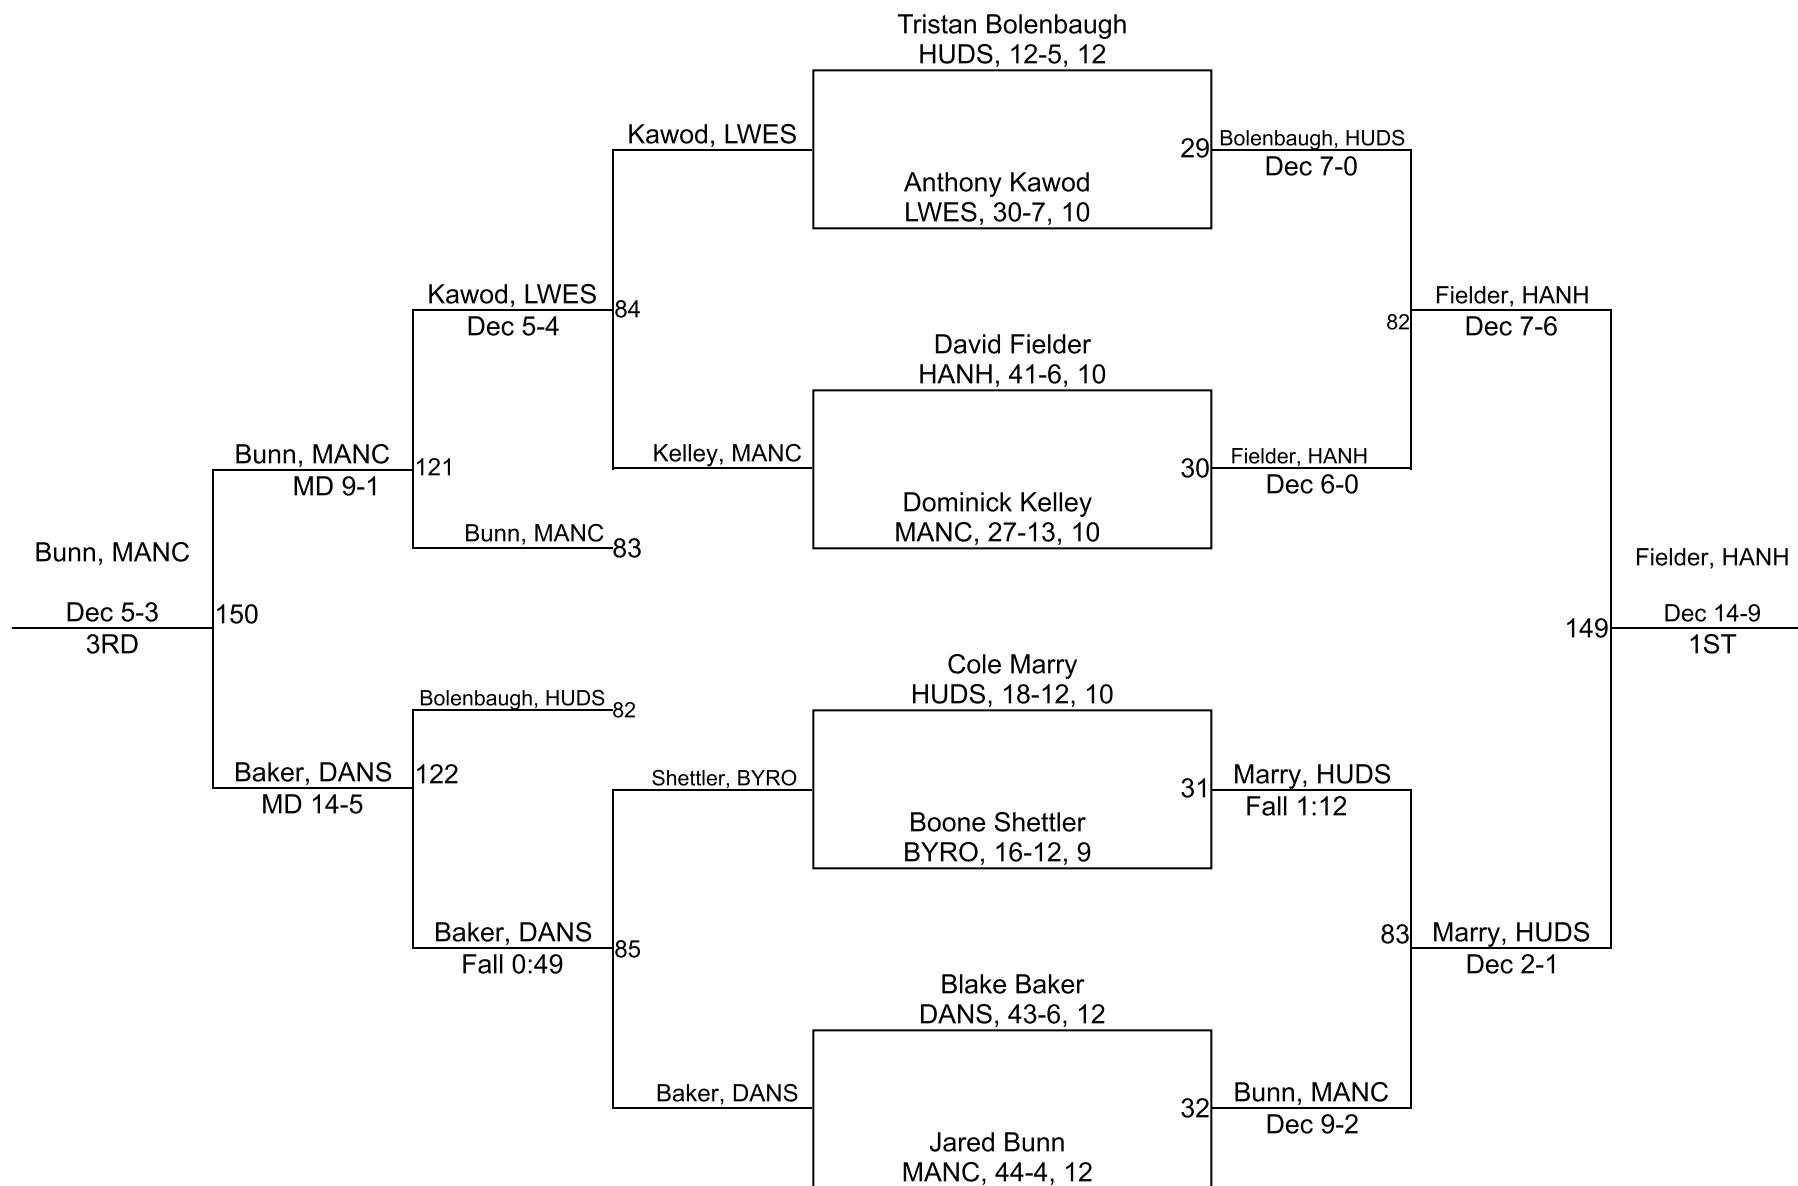 Tristan Bolenbaugh
HUDS, 12-5, 12
Kawod, LWES
29
Bolenbaugh, HUDS
Dec 7-0
Anthony Kawod
LWES, 30-7, 10
Kawod, LWES
Dec 5-4
84
82
Fielder, HANH
Dec 7-6
David Fielder
HANH, 41-6, 10
Bunn, MANC
MD 9-1
121
Kelley, MANC
30
Fielder, HANH
Dec 6-0
Dominick Kelley
MANC, 27-13, 10
Bunn, MANC
83
Bunn, MANC
Dec 5-3
3RD
150
Fielder, HANH
149
Dec 14-9
1ST
Cole Marry
HUDS, 18-12, 10
Bolenbaugh, HUDS
82
Baker, DANS
MD 14-5
122
Shettler, BYRO
31
Marry, HUDS
Fall 1:12
Boone Shettler
BYRO, 16-12, 9
Baker, DANS
Fall 0:49
85
83
Marry, HUDS
Dec 2-1
Blake Baker
DANS, 43-6, 12
Baker, DANS
32
Bunn, MANC
Dec 9-2
Jared Bunn
MANC, 44-4, 12